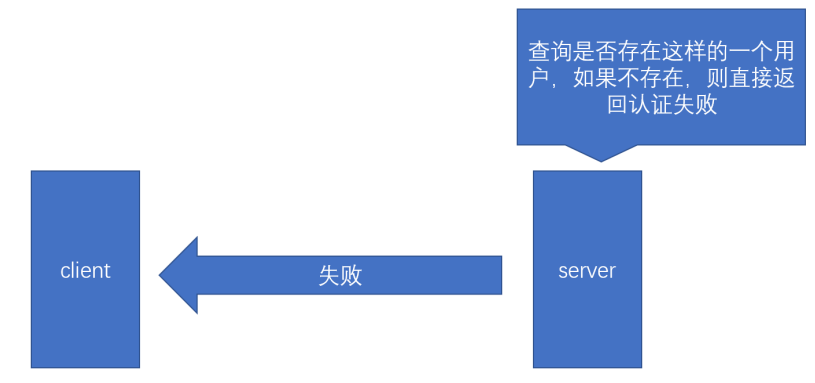 查询是否存在这样的一个用
户，如果不存在，则直接返
回认证失败
client
失败
server